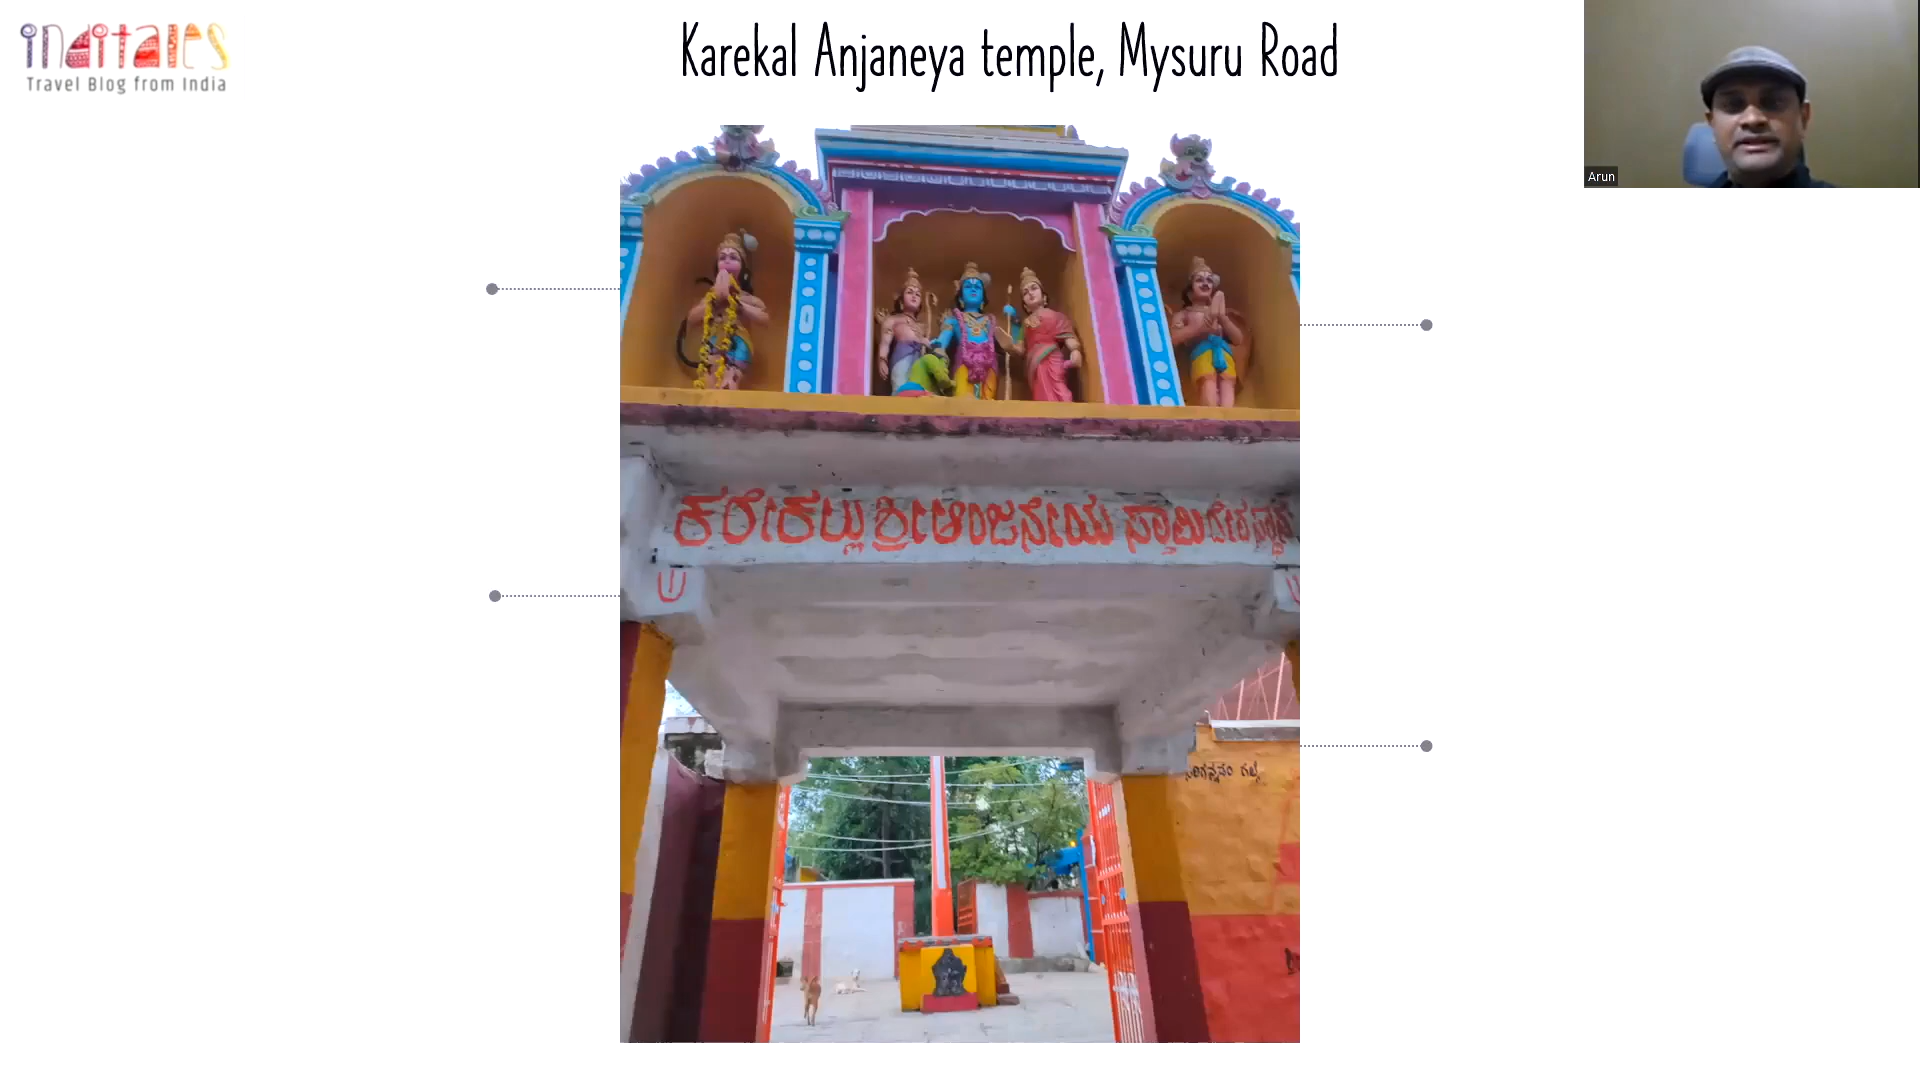 inditales
Travel Blog from India
Karekal Anjaneya temple, Mysuru Road
Arun
ಕರೇಕಲ್ಲು ಶ್ರೀ ಆಂಜನೇಯ ಸ್ವಾಮಿ ದೇವಸ್ಥಾನ